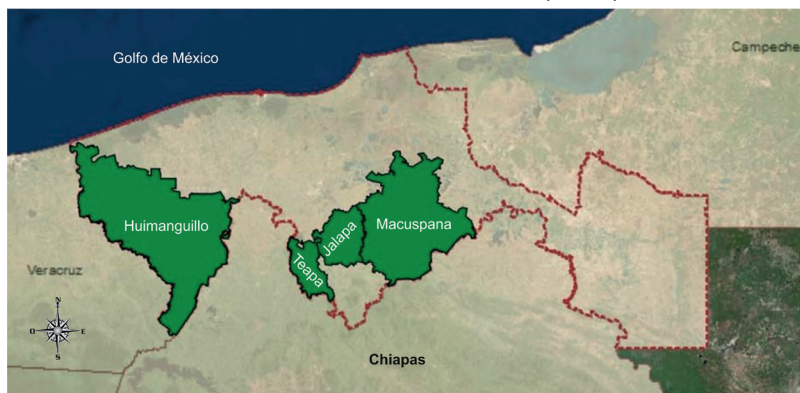 Golfo de México
Campeche
Huimanguillo
Macuspana
Jalapa
Teapa
Veracruz
N
O
E
S
Chiapas